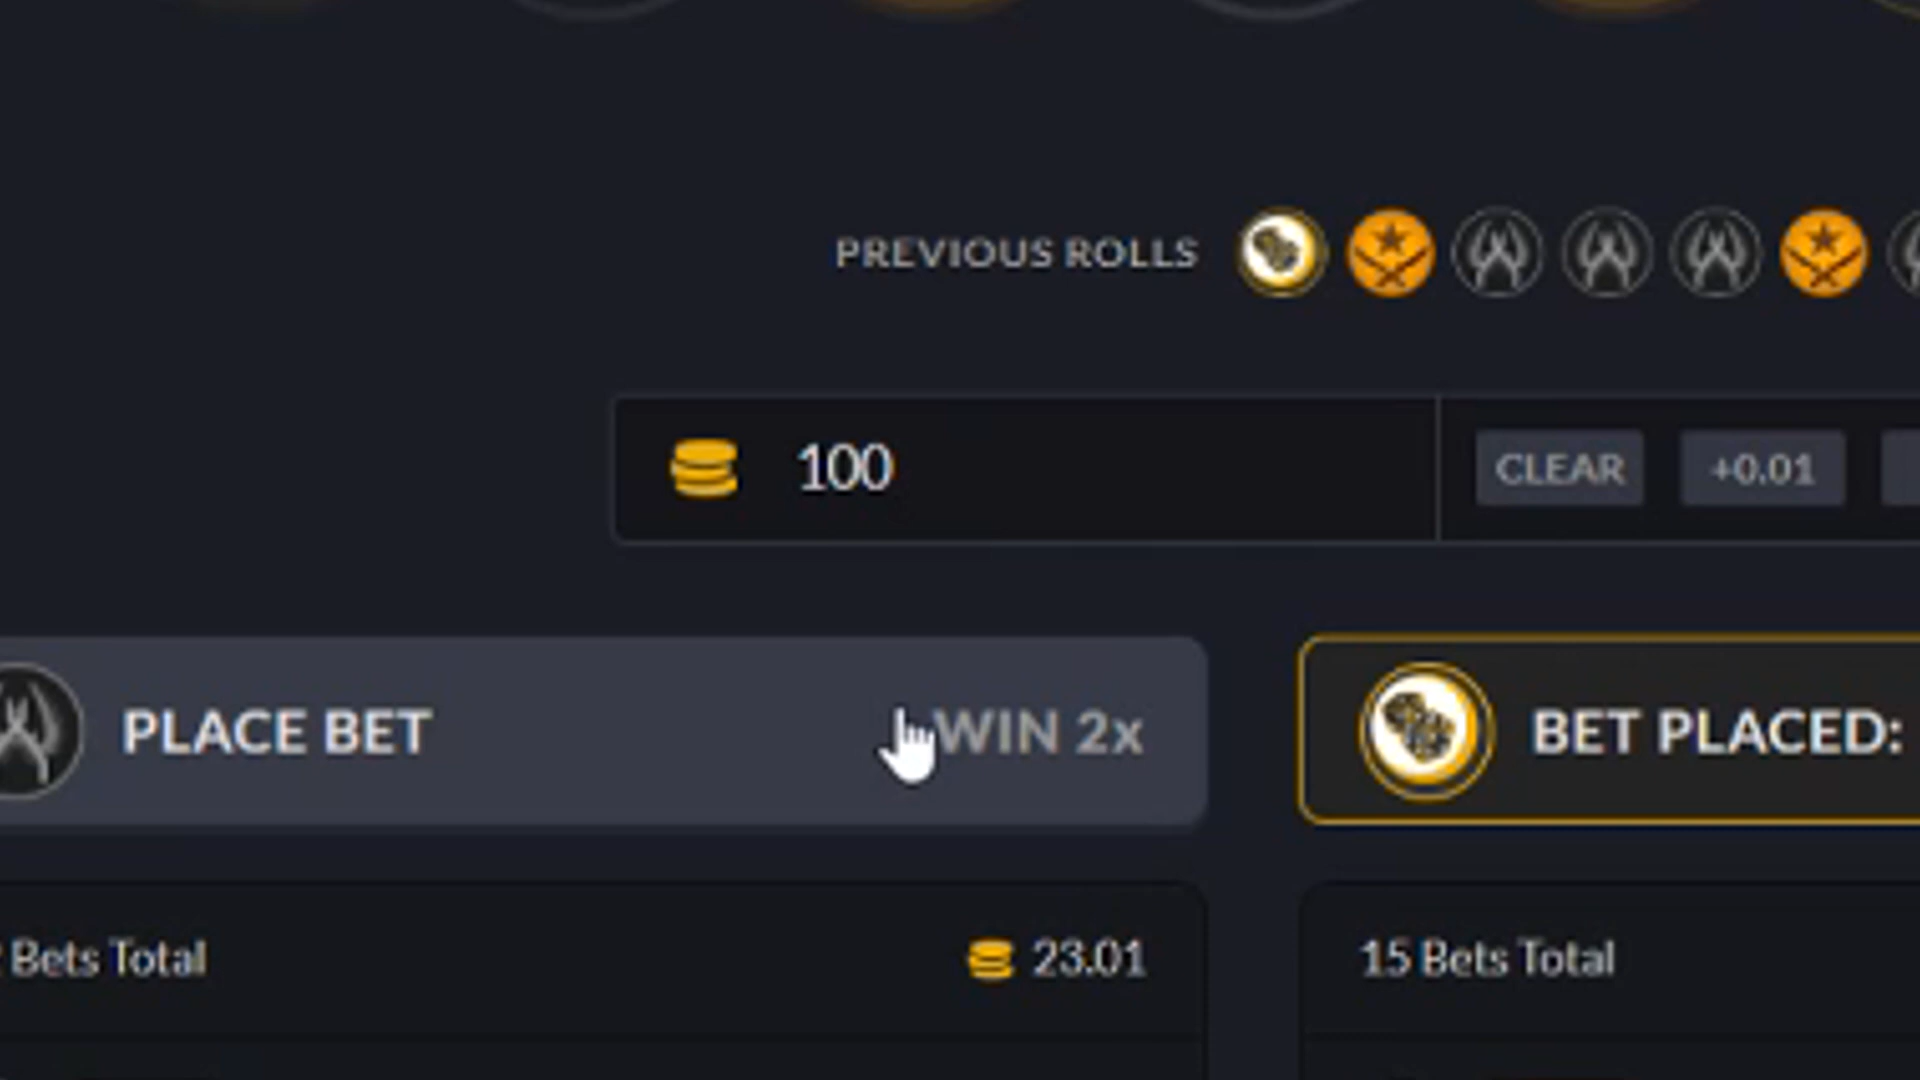 PREVIOUS ROLLS
100
CLEAR
+0.01
PLACE BET
WIN 2x
BET PLACED:
Bets Total
23.01
15 Bets Total